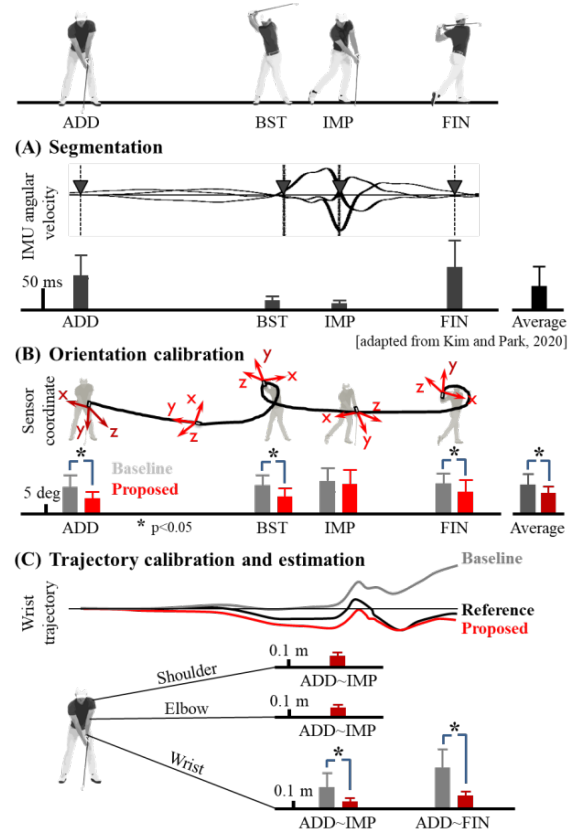 ADD BST IMP FIN
(A) Segmentation
IMU angular
velocity
50 ms
ADD BST IMP FIN Average
[adapted from Kim and Park, 2020]
(B) Orientation calibration
Sensor
coordinate
x y z
y x z
y x z
z x y
y z x
* * * *
Baseline
Proposed
5 deg
ADD BST IMP FIN Average
* p<0.05
(C) Trajectory calibration and estimation
Baseline
Wrist
trajectory
Reference
Proposed
0.1 m
Shoulder
ADD~IMP
0.1 m
Elbow
ADD~IMP
Wrist
* *
0.1 m
ADD~IMP ADD~FIN